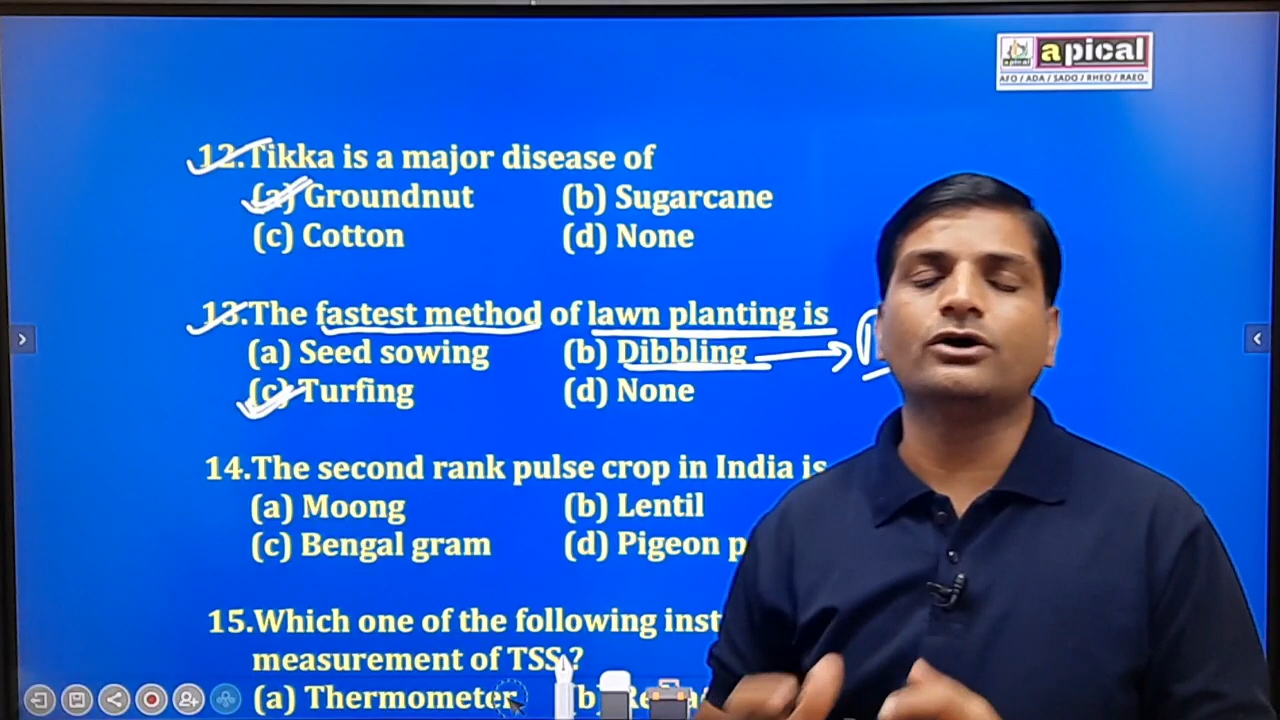 apical
AFO / ADA / SADO / RHEO / RAEO
12.Tikka is a major disease of
(a) Groundnut (b) Sugarcane
(c) Cotton (d) None
13.The fastest method of lawn planting is
(a) Seed sowing (b) Dibbling
(c) Turfing (d) None
14.The second rank pulse crop in India is
(a) Moong (b) Lentil
(c) Bengal gram (d) Pigeon p
15.Which one of the following inst
measurement of TSS ?
(a) Thermometer (b)